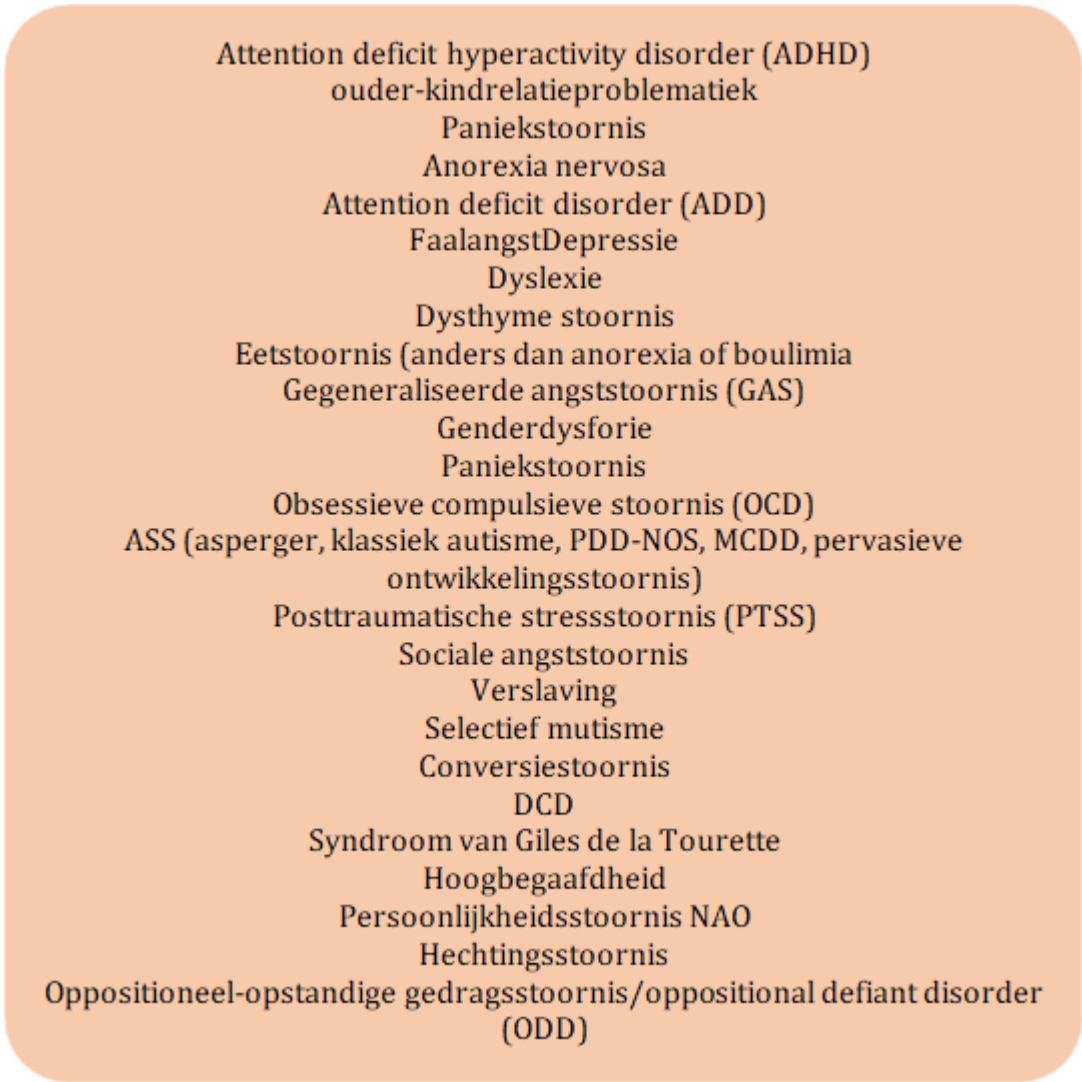 Attention deficit hyperactivity disorder (ADHD)
ouder-kindrelatieproblematiek
Paniekstoornis
Anorexia nervosa
Attention deficit disorder (ADD)
FaalangstDepressie
Dyslexie
Dysthyme stoornis
Eetstoornis (anders dan anorexia of boulimia
Gegeneraliseerde angststoornis (GAS)
Genderdysforie
Paniekstoornis
Obsessieve compulsieve stoornis (OCD)
ASS (asperger, klassiek autisme, PDD-NOS, MCDD, pervasieve
ontwikkelingsstoornis)
Posttraumatische stressstoornis (PTSS)
Sociale angststoornis
Verslaving
Selectief mutisme
Conversiestoornis
DCD
Syndroom van Giles de la Tourette
Hoogbegaafdheid
Persoonlijkheidsstoornis NAO
Hechtingsstoornis
Oppositioneel-opstandige gedragsstoornis/oppositional defiant disorder
(ODD)